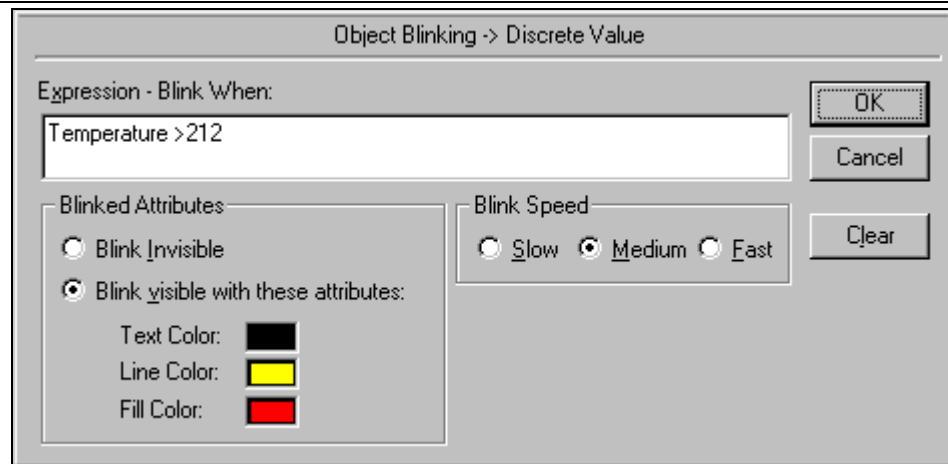 Object Blinking -> Discrete Value
Expression - Blink When:
Temperature >212
OK
Cancel
Clear
Blinked Attributes
Blink Invisible
Blink visible with these attributes:
Text Color:
Line Color:
Fill Color:
Blink Speed
Slow Medium Fast